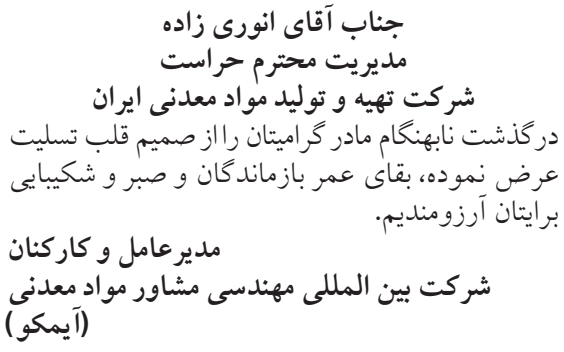 جناب آقای انوری زاده
مدیریت محترم حراست
شرکت تهیه و تولید مواد معدنی ایران
درگذشت نابهنگام مادر گرامیتان را از صمیم قلب تسلیت
عرض نموده، بقای عمر بازماندگان و صبر و شکیبایی
برایتان آرزومندیم.
مدیرعامل و کارکنان
شرکت بین المللی مهندسی مشاور مواد معدنی
(آیمکو)